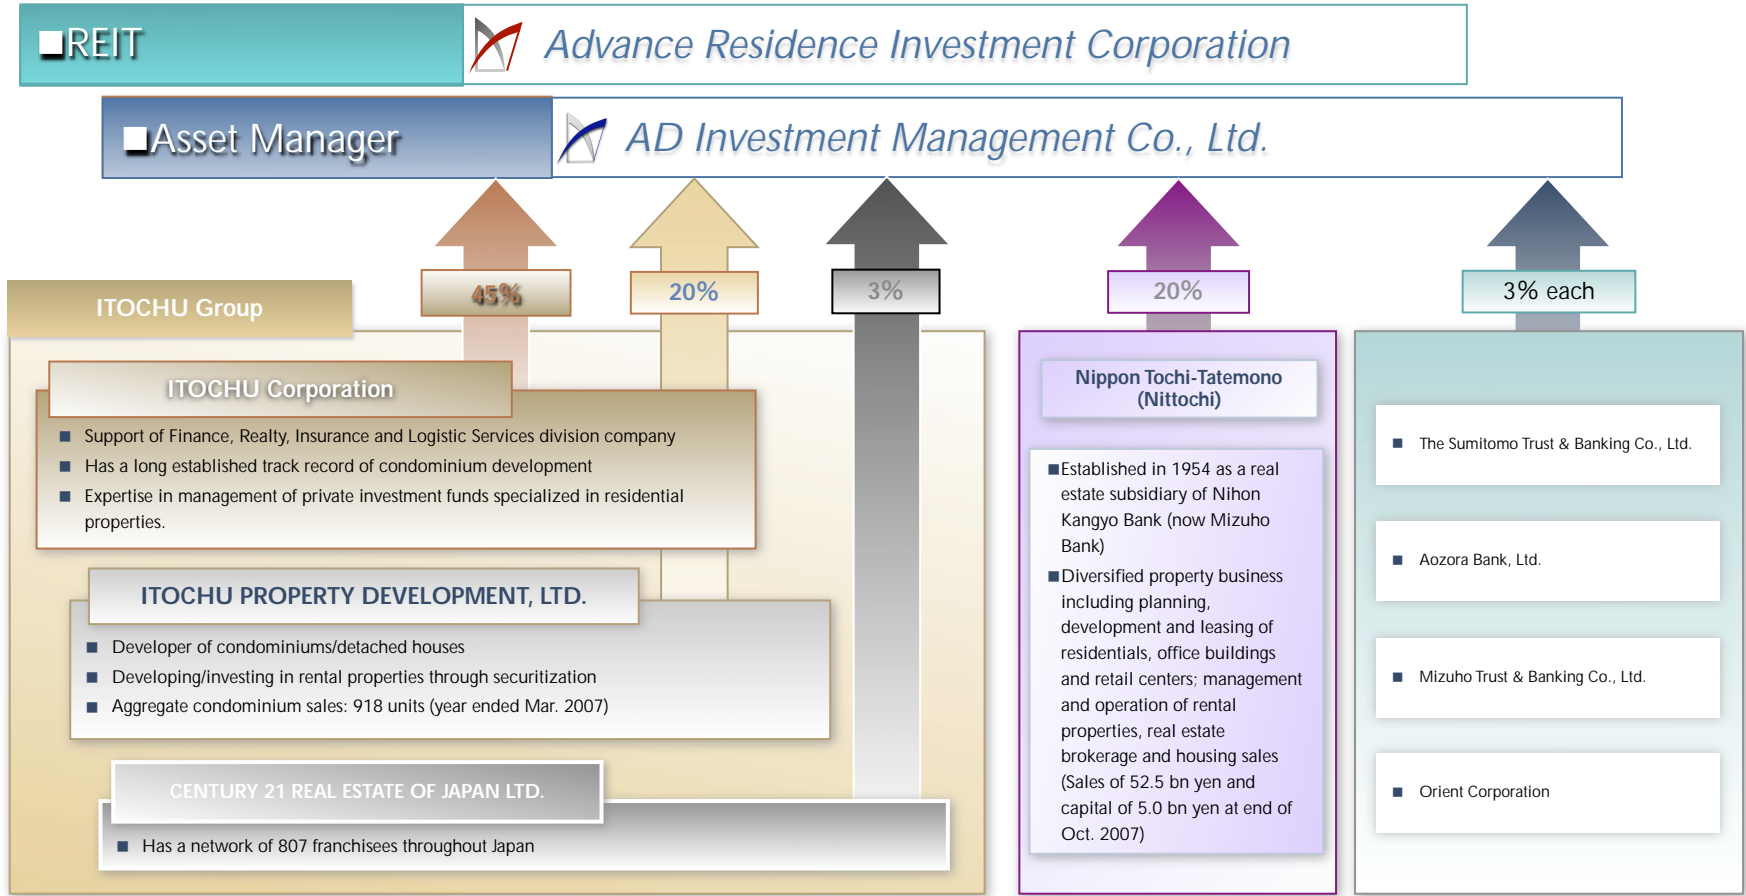 ■REIT
Advance Residence Investment Corporation
■Asset Manager
AD Investment Management Co., Ltd.
45%
20%
3%
20%
3% each
ITOCHU Group
ITOCHU Corporation
■ Support of Finance, Realty, Insurance and Logistic Services division company
■ Has a long established track record of condominium development
■ Expertise in management of private investment funds specialized in residential
properties.
ITOCHU PROPERTY DEVELOPMENT, LTD.
■ Developer of condominiums/detached houses
■ Developing/investing in rental properties through securitization
■ Aggregate condominium sales: 918 units (year ended Mar. 2007)
CENTURY 21 REAL ESTATE OF JAPAN LTD.
■ Has a network of 807 franchisees throughout Japan
Nippon Tochi-Tatemono
(Nittochi)
■Established in 1954 as a real
estate subsidiary of Nihon
Kangyo Bank (now Mizuho
Bank)
■Diversified property business
including planning,
development and leasing of
residentials, office buildings
and retail centers; management
and operation of rental
properties, real estate
brokerage and housing sales
(Sales of 52.5 bn yen and
capital of 5.0 bn yen at end of
Oct. 2007)
■ The Sumitomo Trust & Banking Co., Ltd.
■ Aozora Bank, Ltd.
■ Mizuho Trust & Banking Co., Ltd.
■ Orient Corporation